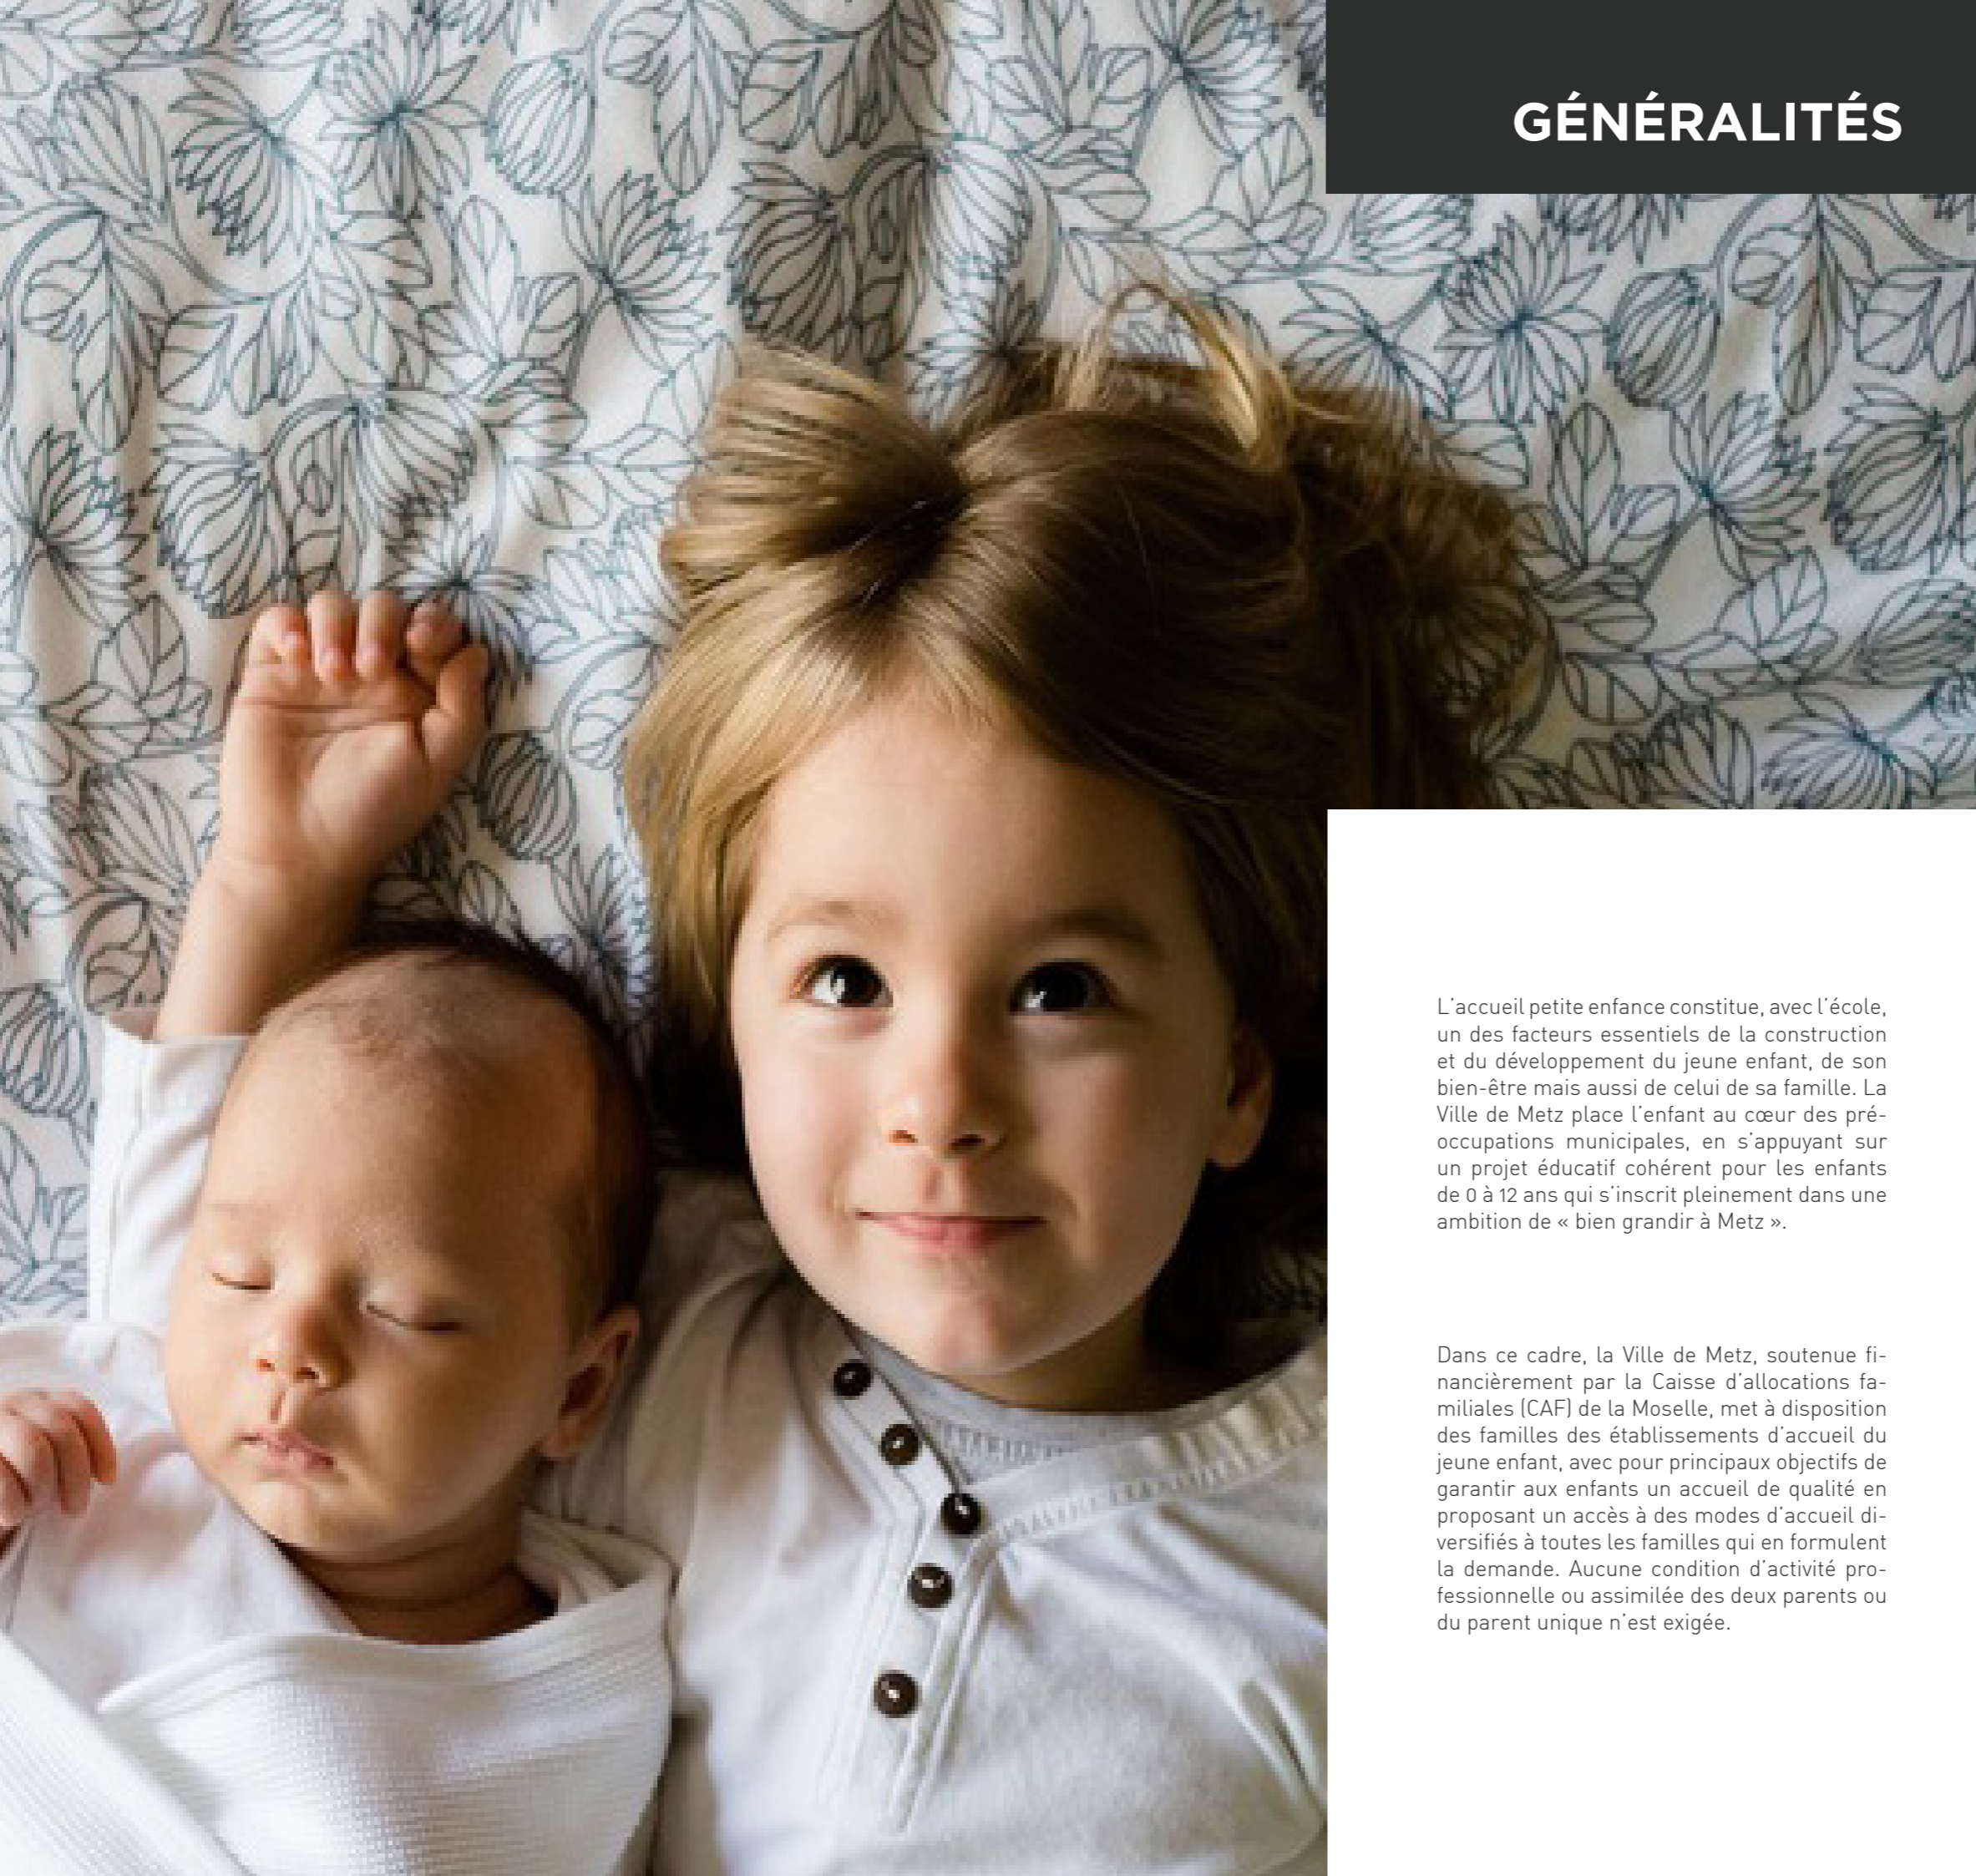 GÉNÉRALITÉS
L'accueil petite enfance constitue, avec l'école,
un des facteurs essentiels de la construction
et du développement du jeune enfant, de son
bien-être mais aussi de celui de sa famille. La
Ville de Metz place l'enfant au cœur des pré-
occupations municipales, en s'appuyant sur
un projet éducatif cohérent pour les enfants
de 0 à 12 ans qui s'inscrit pleinement dans une
ambition de « bien grandir à Metz ».
Dans ce cadre, la Ville de Metz, soutenue fi-
nancièrement par la Caisse d'allocations fa-
miliales (CAF) de la Moselle, met à disposition
des familles des établissements d'accueil du
jeune enfant, avec pour principaux objectifs de
garantir aux enfants un accueil de qualité en
proposant un accès à des modes d'accueil di-
versifiés à toutes les familles qui en formulent
la demande. Aucune condition d'activité pro-
fessionnelle ou assimilée des deux parents ou
du parent unique n'est exigée.